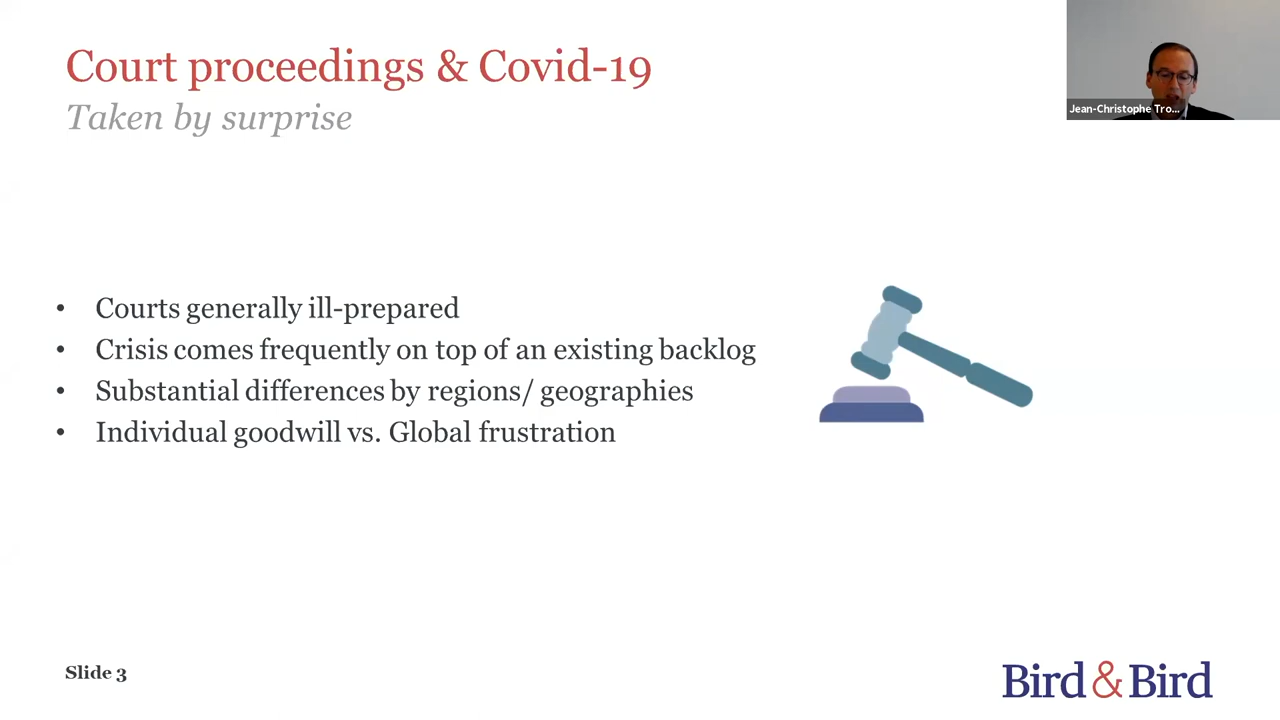 Court proceedings & Covid-19
Taken by surprise
Jean-Christophe Tro...
• Courts generally ill-prepared
• Crisis comes frequently on top of an existing backlog
• Substantial differences by regions/ geographies
• Individual goodwill vs. Global frustration
Slide 3
Bird & Bird